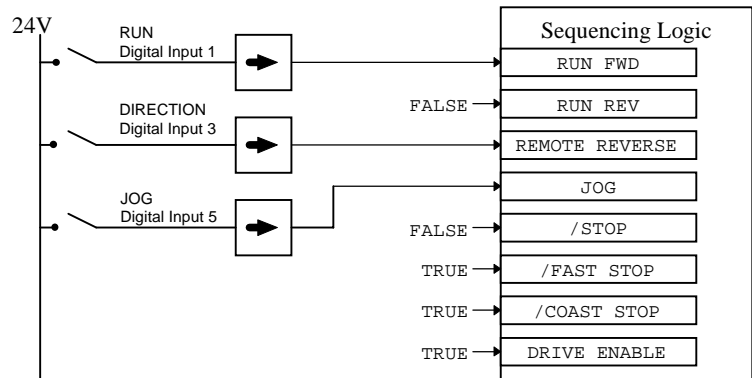 24V
RUN
Digital Input 1
Sequencing Logic
RUN FWD
DIRECTION
Digital Input 3
FALSE
RUN REV
REMOTE REVERSE
JOG
Digital Input 5
JOG
FALSE
/STOP
TRUE
/FAST STOP
TRUE
/COAST STOP
TRUE
DRIVE ENABLE